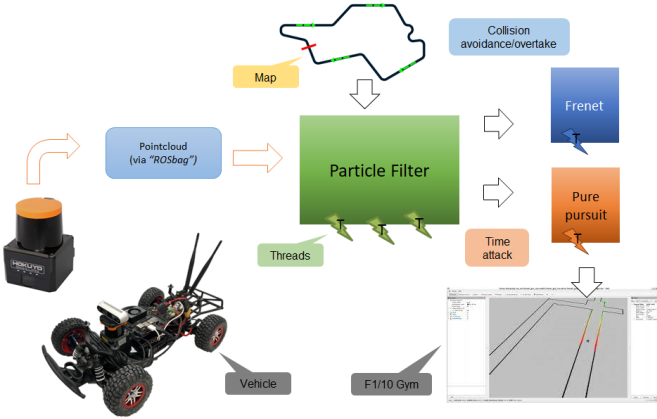 Collision
avoidance/overtake
Map
Frenet
T
Pointcloud
(via “ROSbag”)
Particle Filter
Pure
pursuit
T
T
T
T
Threads
Time
attack
HOKUYO
Vehicle
F1/10 Gym